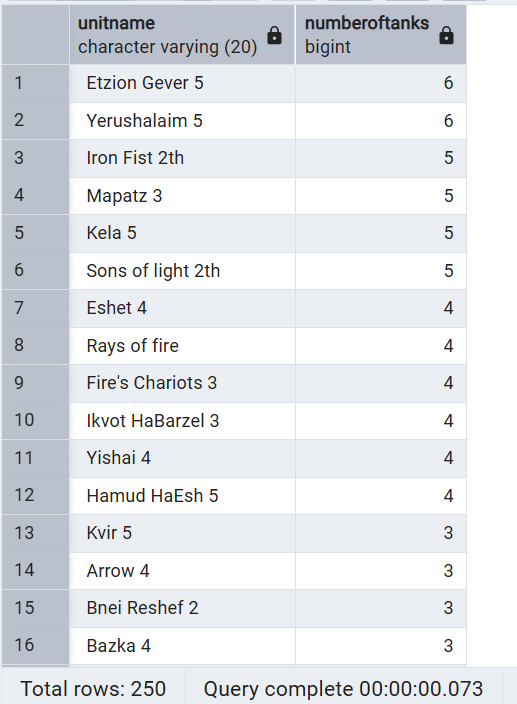 unitname numberoftanks
character varying (20) bigint
1 Etzion Gever 5 6
2 Yerushalaim 5 6
3 Iron Fist 2th 5
4 Mapatz 3 5
5 Kela 5 5
6 Sons of light 2th 5
7 Eshet 4 4
8 Rays of fire 4
9 Fire's Chariots 3 4
10 Ikvot HaBarzel 3 4
11 Yishai 4 4
12 Hamud HaEsh 5 4
13 Kvir 5 3
14 Arrow 4 3
15 Bnei Reshef 2 3
16 Bazka 4 3
Total rows: 250 Query complete 00:00:00.073